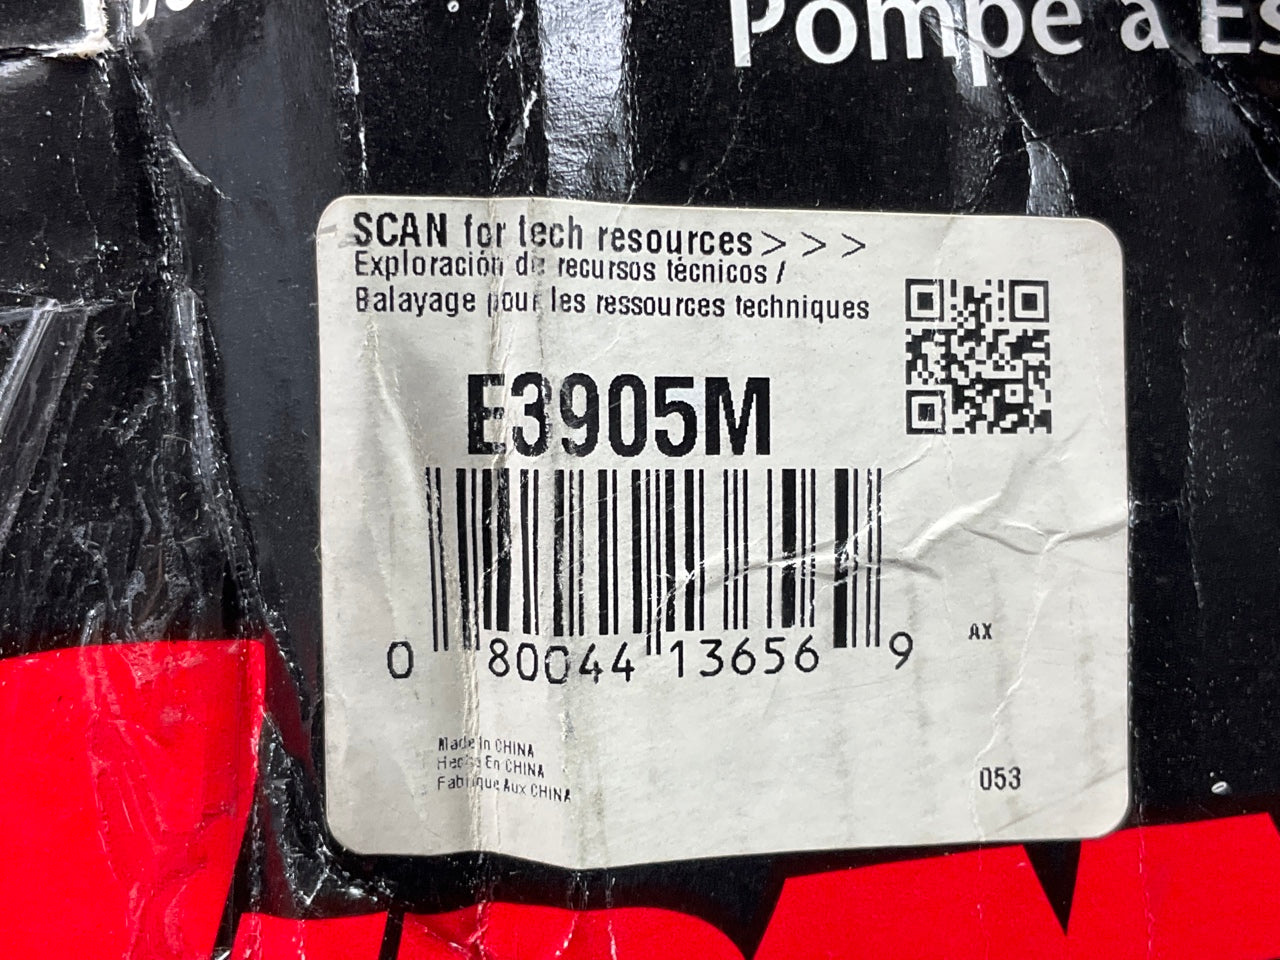 Pompe à Es
SCAN for tech resources > > >
Exploración de recursos técnicos /
Balayage pour les ressources techniques
E3905M
0 80044 13656 9
AX
Made in CHINA
Hecho En CHINA
Fabrique Aux CHINA
053